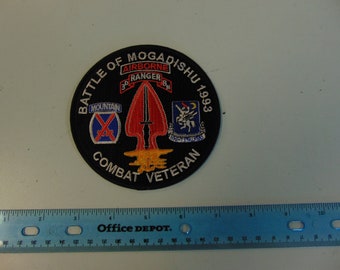 BATTLE OF MOGADISHU 1993
AIRBORNE
RANGER
MOUNTAIN
COMBAT VETERAN
Office DEPOT.